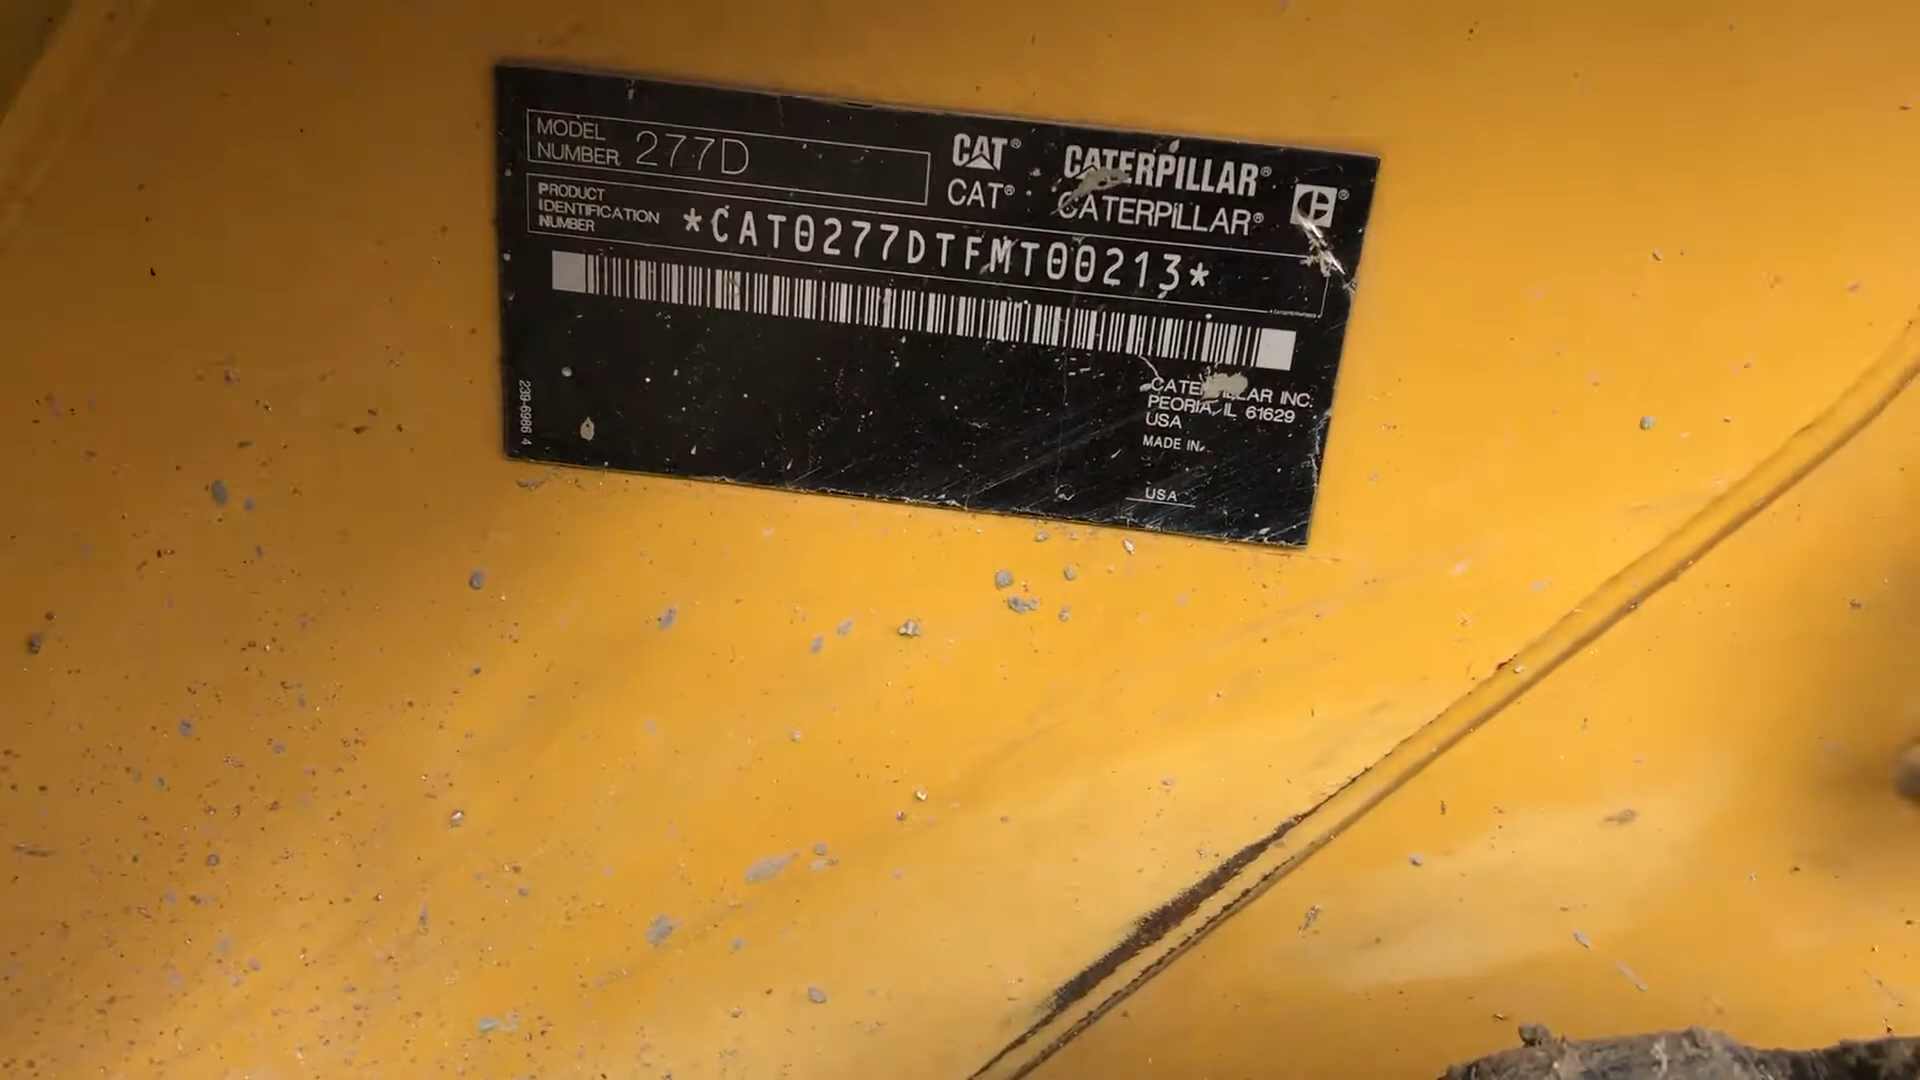 MODEL NUMBER 277D
CAT® CATERPILLAR®
CAT® CATERPILLAR®
PRODUCT IDENTIFICATION NUMBER *CAT0277DTFMT00213*
239-6986 4
CATERPILLAR INC.
PEORIA, IL 61629
USA
MADE IN
USA